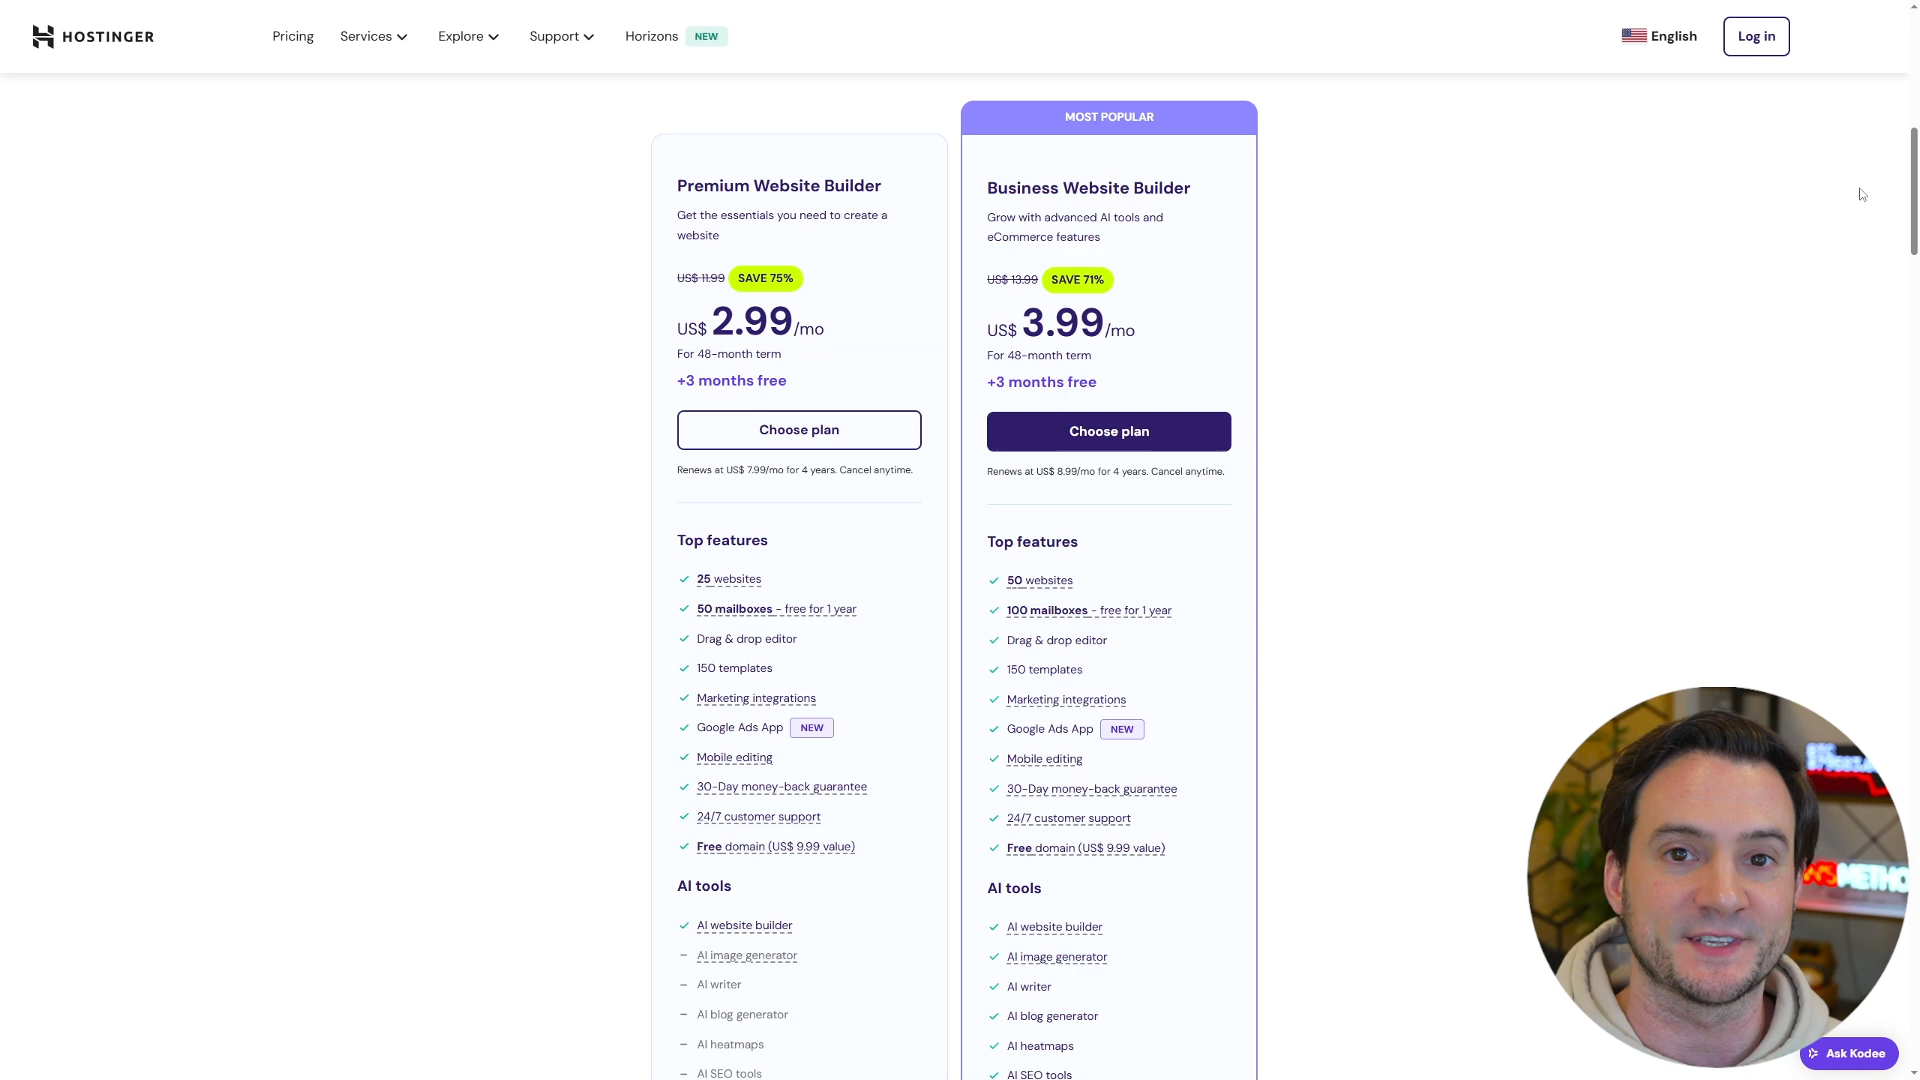 HOSTINGER
Pricing
Services
Explore
Support
Horizons NEW
English
Log in
Premium Website Builder
Get the essentials you need to create a
website
US$ 11.99 SAVE 75%
US$ 2.99/mo
For 48-month term
+3 months free
Choose plan
Renews at US$ 7.99/mo for 4 years. Cancel anytime.
Top features
25 websites
50 mailboxes - free for 1 year
Drag & drop editor
150 templates
Marketing integrations
Google Ads App NEW
Mobile editing
30-Day money-back guarantee
24/7 customer support
Free domain (US$ 9.99 value)
AI tools
AI website builder
AI image generator
AI writer
AI blog generator
AI heatmaps
AI SEO tools
MOST POPULAR
Business Website Builder
Grow with advanced AI tools and
eCommerce features
US$ 13.99 SAVE 71%
US$ 3.99/mo
For 48-month term
+3 months free
Choose plan
Renews at US$ 8.99/mo for 4 years. Cancel anytime.
Top features
50 websites
100 mailboxes - free for 1 year
Drag & drop editor
150 templates
Marketing integrations
Google Ads App NEW
Mobile editing
30-Day money-back guarantee
24/7 customer support
Free domain (US$ 9.99 value)
AI tools
AI website builder
AI image generator
AI writer
AI blog generator
AI heatmaps
AI SEO tools
Ask Kodee